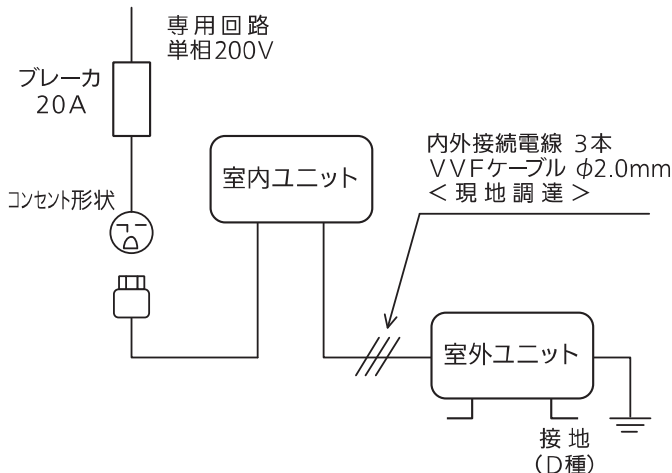 専用回路
単相200V
ブレーカ
20A
コンセント形状
室内ユニット
内外接続電線 3本
VVFケーブル φ2.0mm
<現地調達>
室外ユニット
接地
(D種)